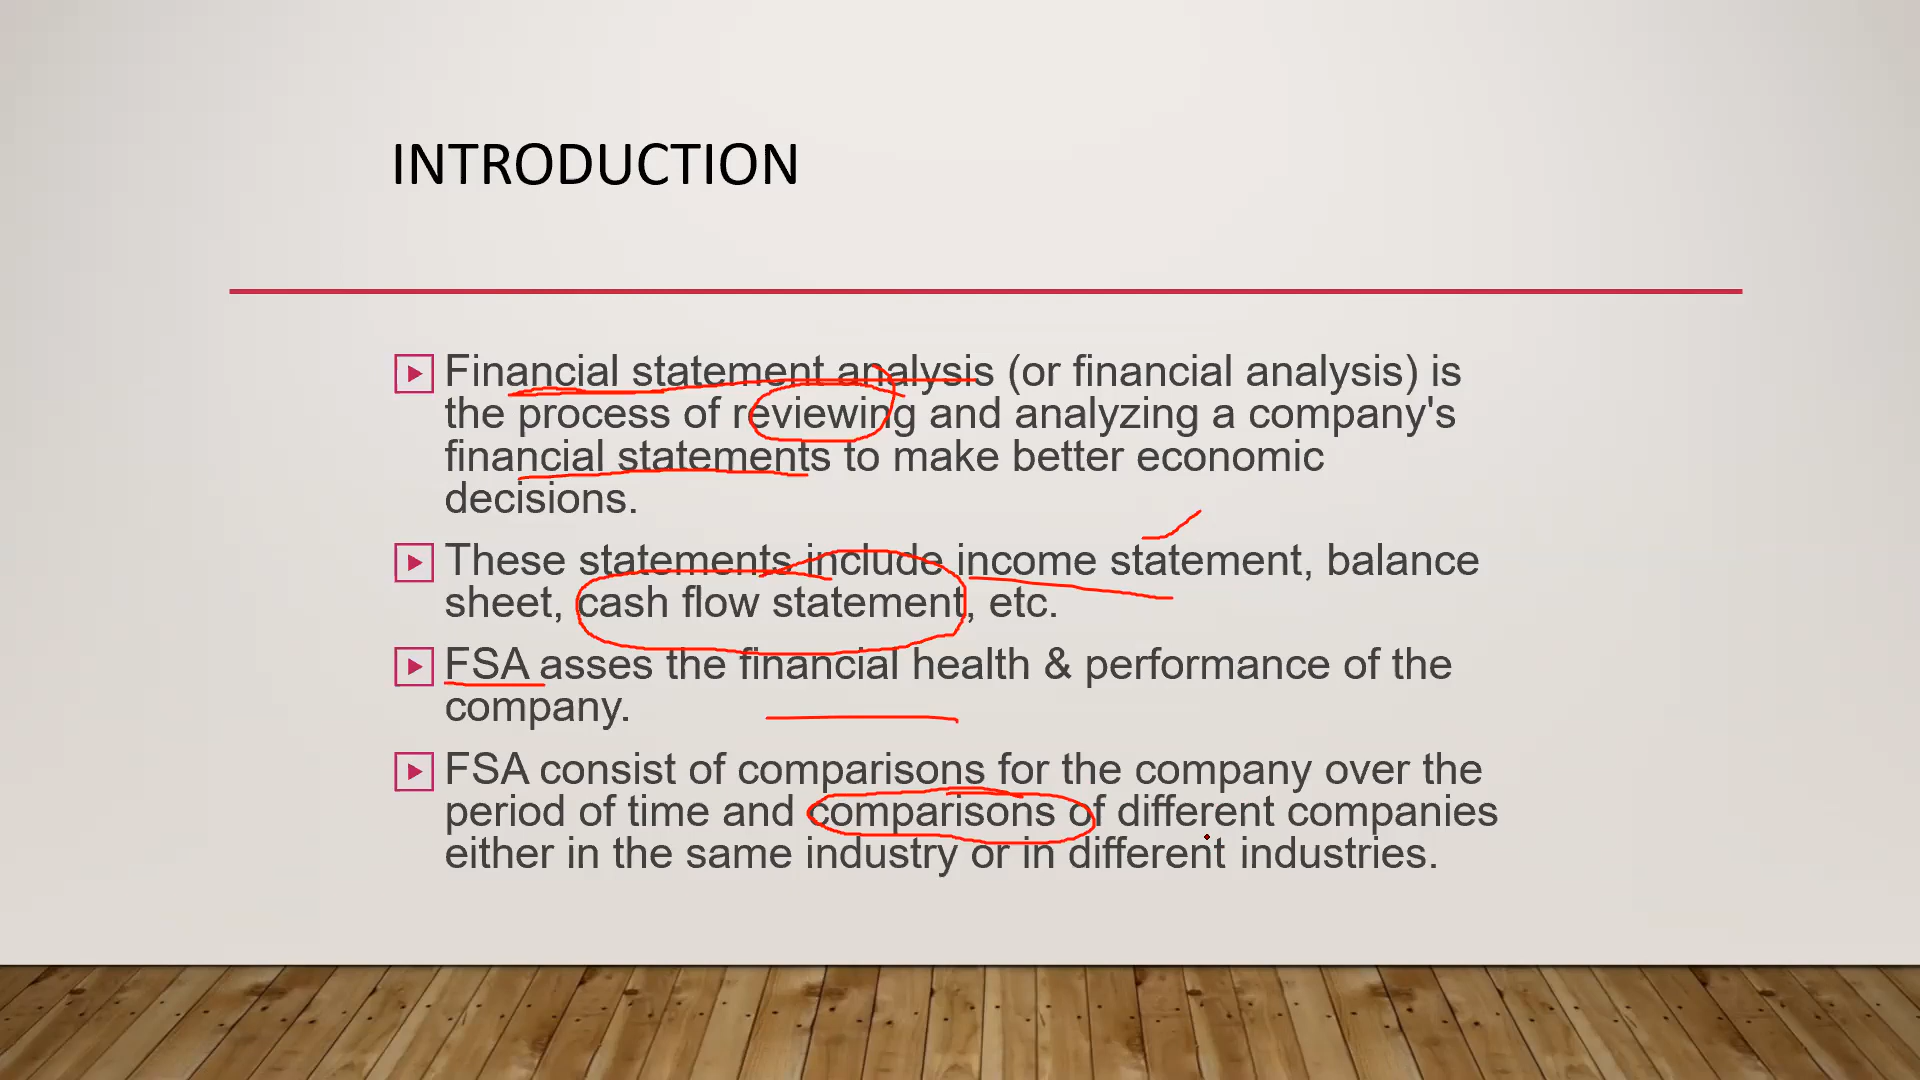 INTRODUCTION
Financial statement analysis (or financial analysis) is
the process of reviewing and analyzing a company's
financial statements to make better economic
decisions.
These statements include income statement, balance
sheet, cash flow statement, etc.
FSA asses the financial health & performance of the
company.
FSA consist of comparisons for the company over the
period of time and comparisons of different companies
either in the same industry or in different industries.